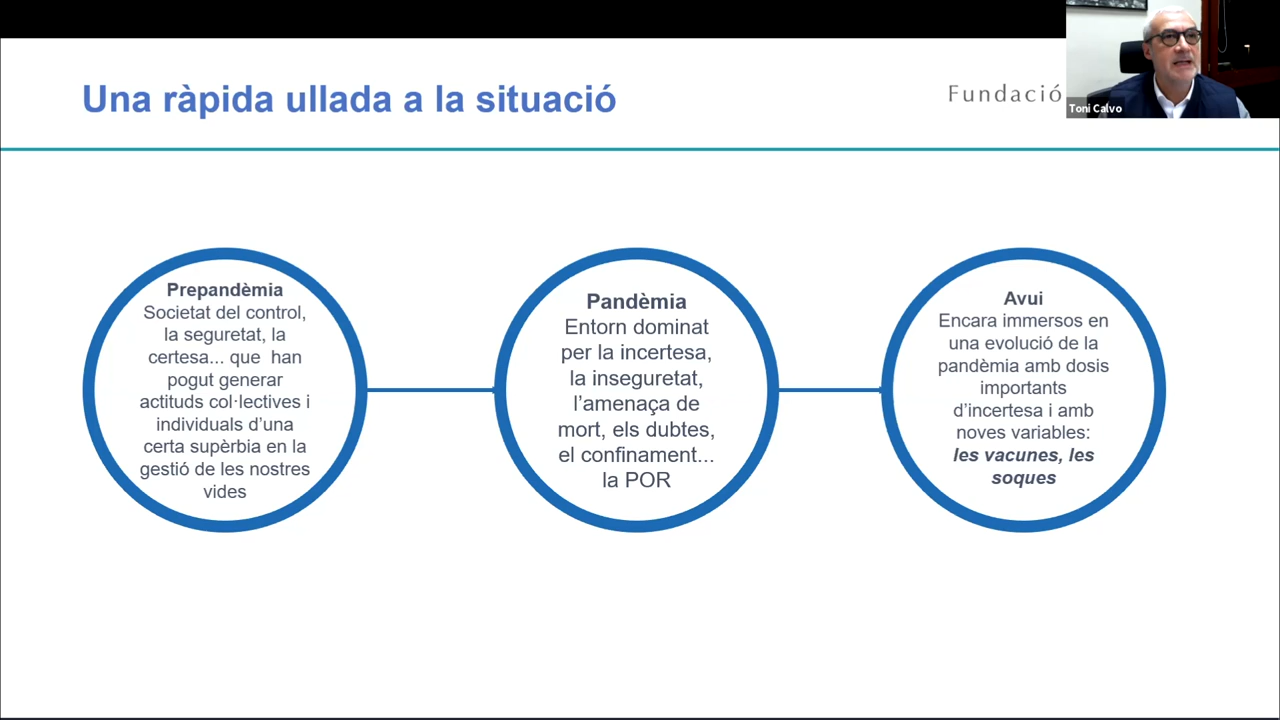 Una ràpida ullada a la situació
Fundació
Toni Calvo
Prepandèmia
Societat del control,
la seguretat, la
certesa... que han
pogut generar
actituds col·lectives i
individuals d’una
certa supèrbia en la
gestió de les nostres
vides
Pandèmia
Entorn dominat
per la incertesa,
la inseguretat,
l’amenaça de
mort, els dubtes,
el confinament...
la POR
Avui
Encara immersos en
una evolució de la
pandèmia amb dosis
importants
d’incertesa i amb
noves variables:
les vacunes, les
soques